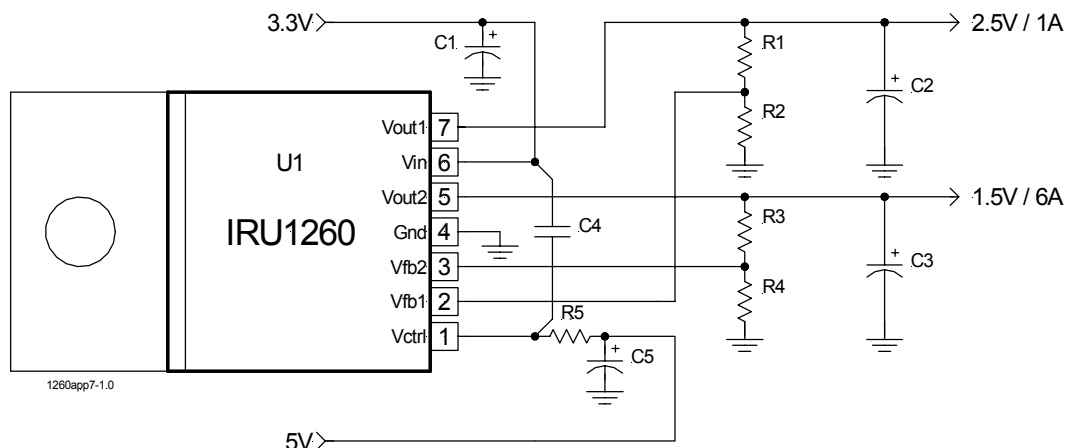 3.3V
C1
R1
2.5V / 1A
C2
R2
Vout1 7
U1
Vin 6
Vout2 5
1.5V / 6A
R3
C4
IRU1260
Gnd 4
Vfb2 3
C3
R4
Vfb1 2
R5
Vctrl 1
C5
1260app7-1.0
5V